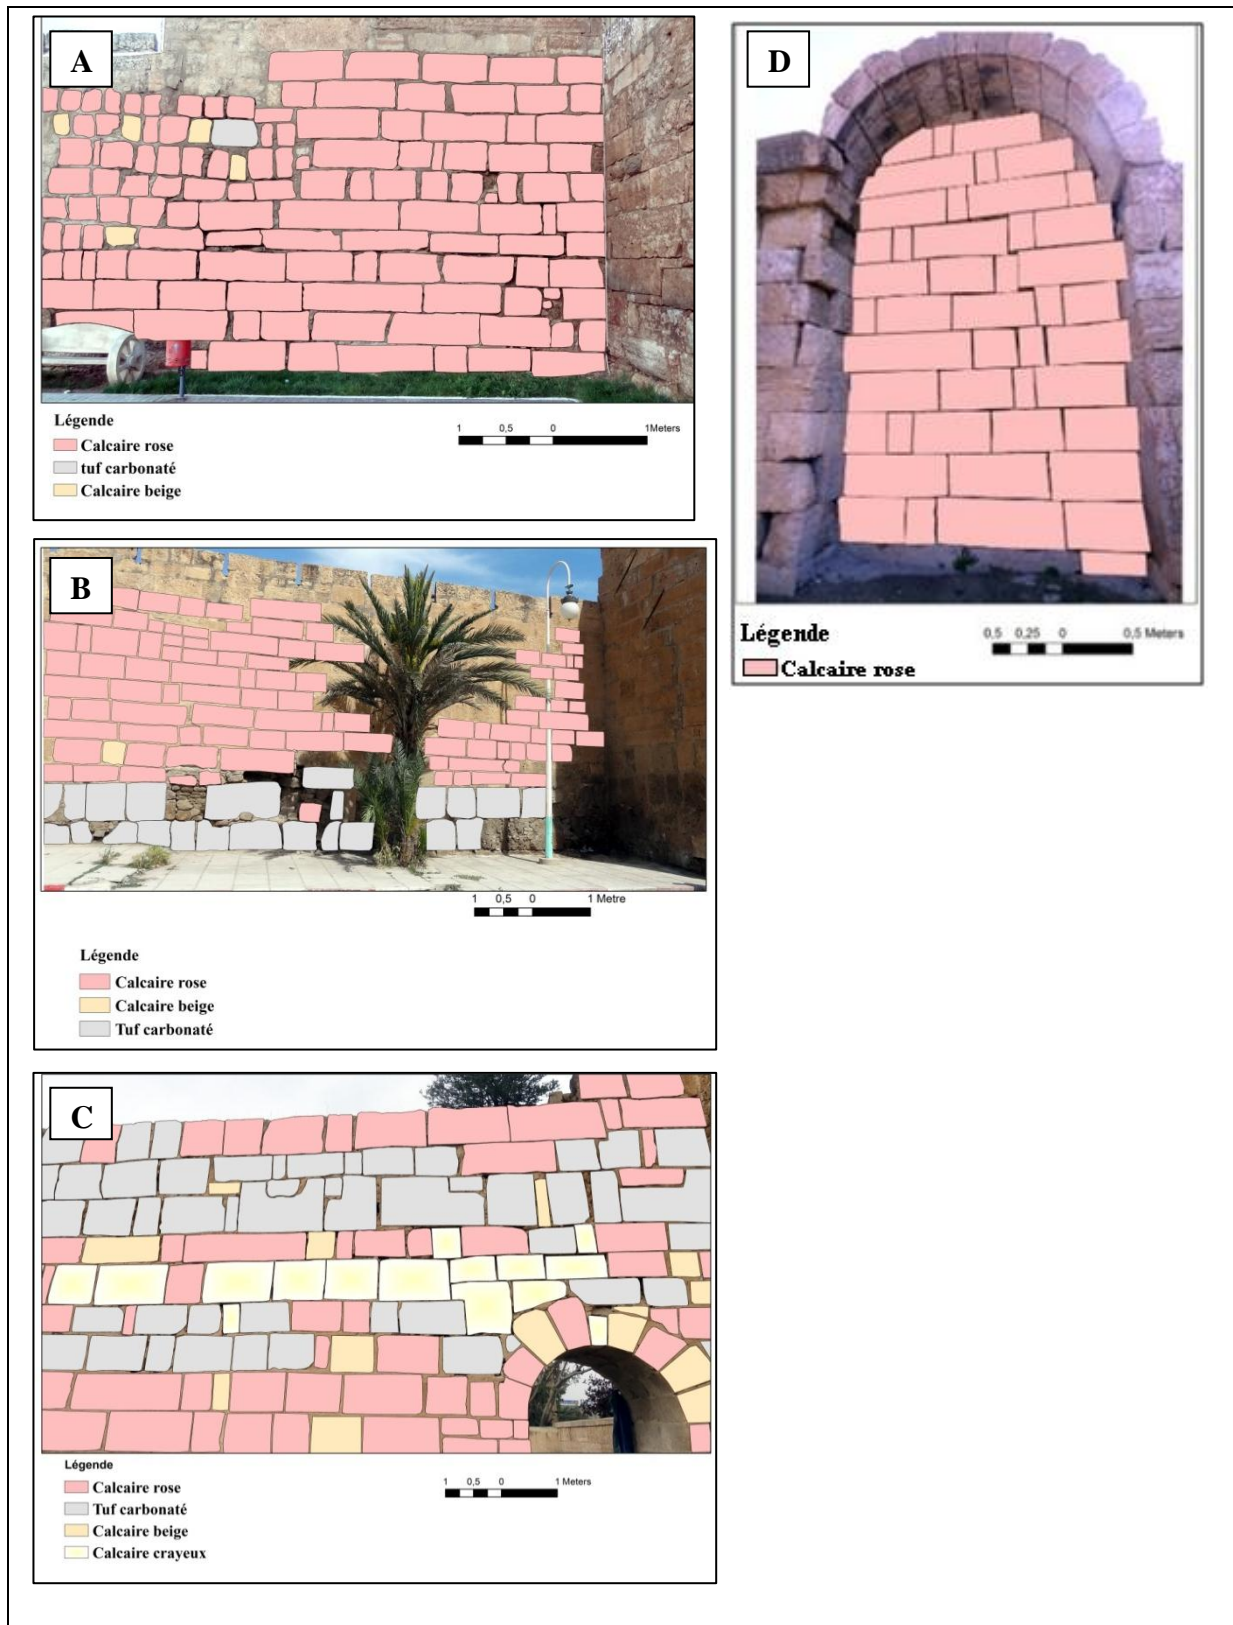 A
Légende
Calcaire rose
tuf carbonaté
Calcaire beige
1 0,5 0 1Meters
B
1 0,5 0 1 Metre
Légende
Calcaire rose
Calcaire beige
Tuf carbonaté
C
Légende
Calcaire rose
Tuf carbonaté
Calcaire beige
Calcaire crayeux
1 0,5 0 1 Meters
D
Légende
Calcaire rose
0,5 0,25 0 0,5 Meters